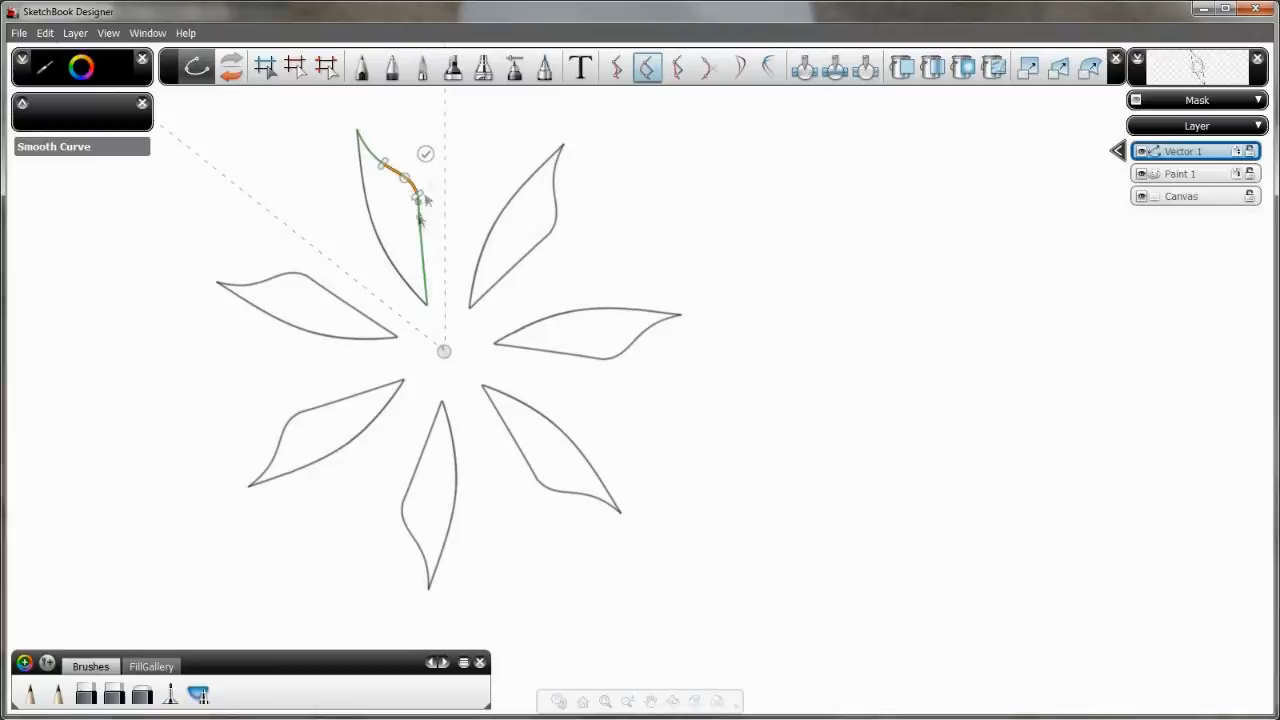 SketchBook Designer
File Edit Layer View Window Help
T
Mask
Layer
Smooth Curve
Vector 1
Paint 1
Canvas
Brushes FillGallery